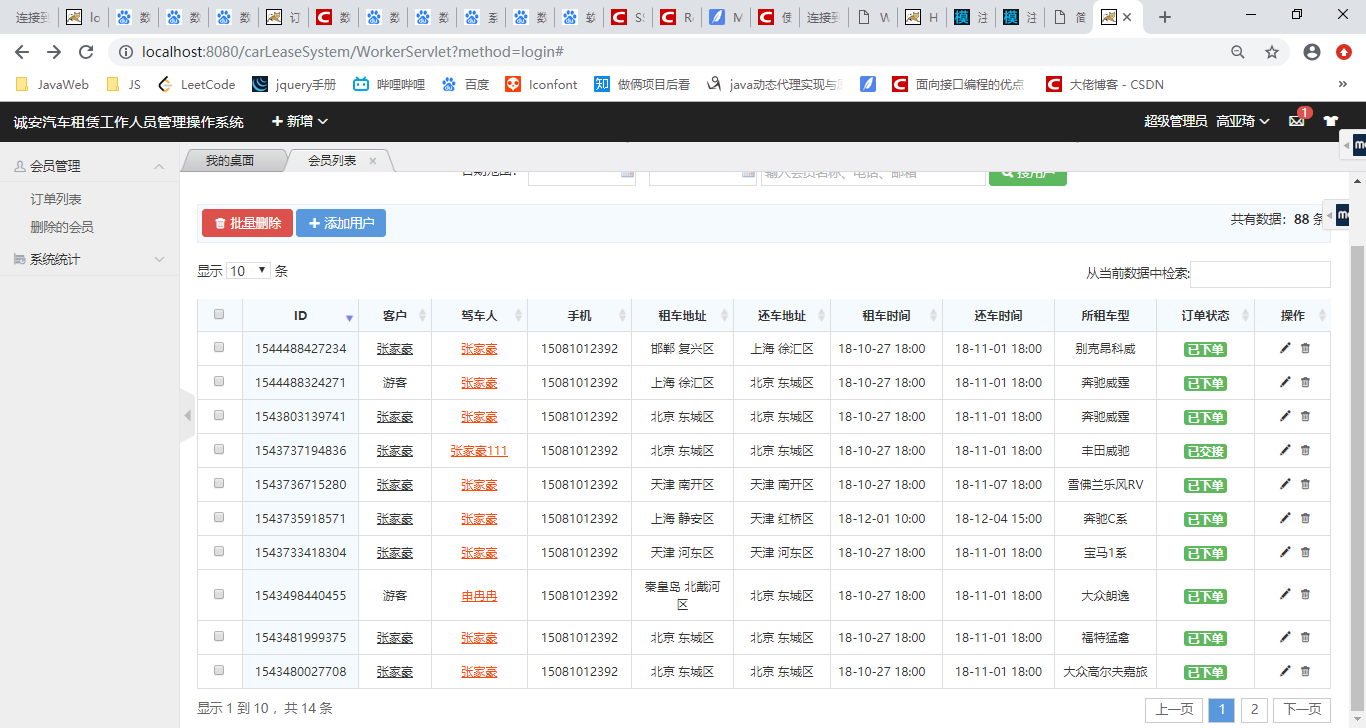 连接到 lo 数 数 数 订 数 数 数 系 数 软 S R M 使 连接到 W H 注 注 简
localhost:8080/carLeaseSystem/WorkerServlet?method=login#
JavaWeb JS LeetCode jquery手册 哔哩哔哩 百度 Iconfont 知 做俩项目后看 java动态代理实现与 面向接口编程的优点 大佬博客 - CSDN »
诚安汽车租赁工作人员管理操作系统 新增 超级管理员 高亚琦 1
会员管理 我的桌面 会员列表
订单列表
删除的会员
系统统计
日期范围: 输入会员名称、电话、邮箱 搜用户
批量删除 添加用户 共有数据: 88 条
显示 10 条 从当前数据中检索:
ID 客户 驾车人 手机 租车地址 还车地址 租车时间 还车时间 所租车型 订单状态 操作
1544488427234 张家豪 张家豪 15081012392 邯郸 复兴区 上海 徐汇区 18-10-27 18:00 18-11-01 18:00 别克昂科威 已下单
1544488324271 游客 张家豪 15081012392 上海 徐汇区 北京 东城区 18-10-27 18:00 18-11-01 18:00 奔驰威霆 已下单
1543803139741 张家豪 张家豪 15081012392 北京 东城区 北京 东城区 18-10-27 18:00 18-11-01 18:00 奔驰威霆 已下单
1543737194836 张家豪 张家豪111 15081012392 北京 东城区 北京 东城区 18-10-27 18:00 18-11-01 18:00 丰田威驰 已交接
1543736715280 张家豪 张家豪 15081012392 天津 南开区 天津 南开区 18-10-27 18:00 18-11-07 18:00 雪佛兰乐风RV 已下单
1543735918571 张家豪 张家豪 15081012392 上海 静安区 天津 红桥区 18-12-01 10:00 18-12-04 15:00 奔驰C系 已下单
1543733418304 张家豪 张家豪 15081012392 天津 河东区 天津 河东区 18-10-27 18:00 18-11-01 18:00 宝马1系 已下单
1543498440455 游客 冉冉 15081012392 秦皇岛 北戴河区 北京 东城区 18-10-27 18:00 18-11-01 18:00 大众朗逸 已下单
1543481999375 张家豪 张家豪 15081012392 北京 东城区 北京 东城区 18-10-27 18:00 18-11-01 18:00 福特猛禽 已下单
1543480027708 张家豪 张家豪 15081012392 北京 东城区 北京 东城区 18-10-27 18:00 18-11-01 18:00 大众高尔夫嘉旅 已下单
显示 1 到 10 ，共 14 条 上一页 1 2 下一页